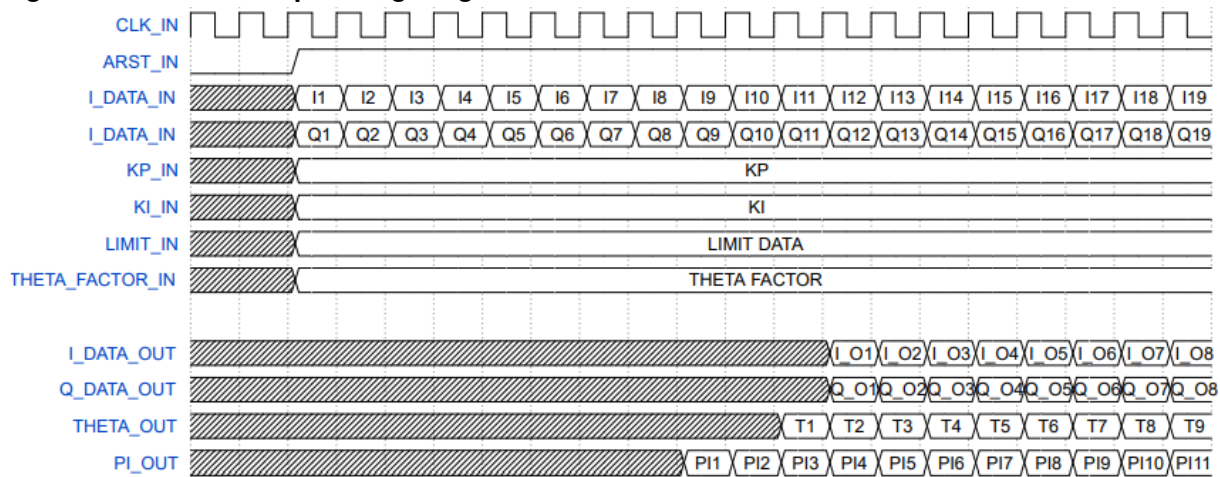 CLK_IN
ARST_IN
I_DATA_IN I1 I2 I3 I4 I5 I6 I7 I8 I9 I10 I11 I12 I13 I14 I15 I16 I17 I18 I19
I_DATA_IN Q1 Q2 Q3 Q4 Q5 Q6 Q7 Q8 Q9 Q10 Q11 Q12 Q13 Q14 Q15 Q16 Q17 Q18 Q19
KP_IN KP
KI_IN KI
LIMIT_IN LIMIT DATA
THETA_FACTOR_IN THETA FACTOR
I_DATA_OUT I_O1 I_O2 I_O3 I_O4 I_O5 I_O6 I_O7 I_O8
Q_DATA_OUT Q_O1 Q_O2 Q_O3 Q_O4 Q_O5 Q_O6 Q_O7 Q_O8
THETA_OUT T1 T2 T3 T4 T5 T6 T7 T8 T9
PI_OUT PI1 PI2 PI3 PI4 PI5 PI6 PI7 PI8 PI9 PI10 PI11